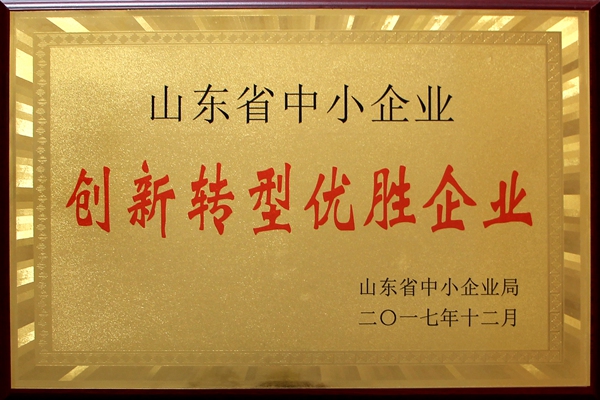 山东省中小企业
创新转型优胜企业
山东省中小企业局
二〇一七年十二月